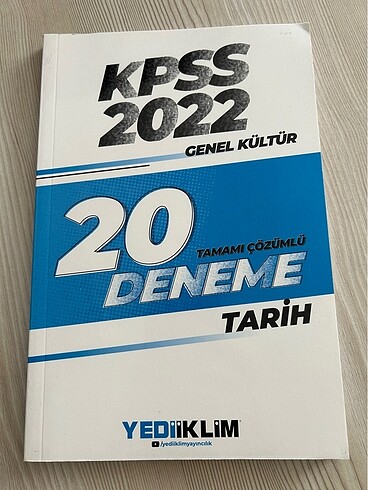 KPSS
2022
GENEL KÜLTÜR
20
TAMAMI ÇÖZÜMLÜ
DENEME
TARİH
YEDİİKLİM
/yediiklimyayincilik